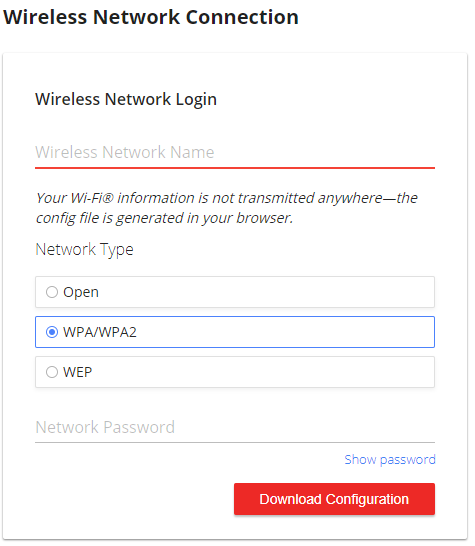 Wireless Network Connection
Wireless Network Login
Wireless Network Name
Your Wi-Fi® information is not transmitted anywhere—the
config file is generated in your browser.
Network Type
Open
WPA/WPA2
WEP
Network Password
Show password
Download Configuration